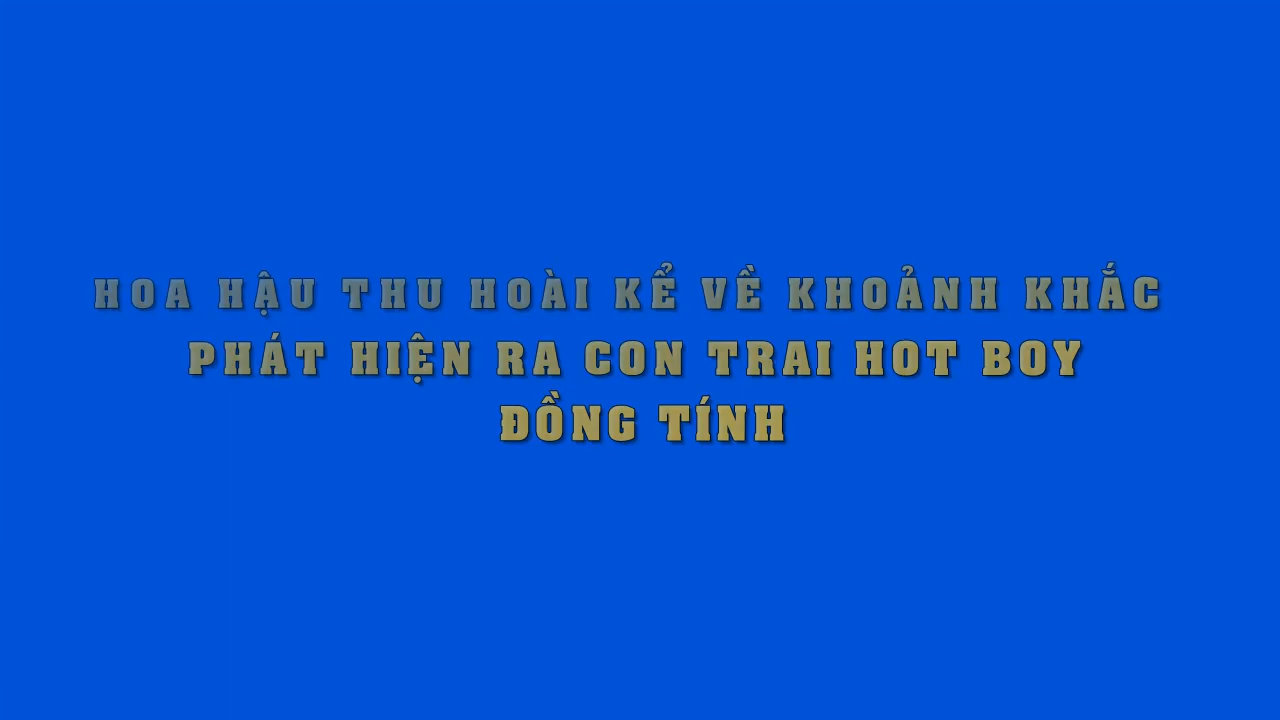 HOA HẬU THU HOÀI KỂ VỀ KHOẢNH KHẮC
PHÁT HIỆN RA CON TRAI HOT BOY
ĐỒNG TÍNH